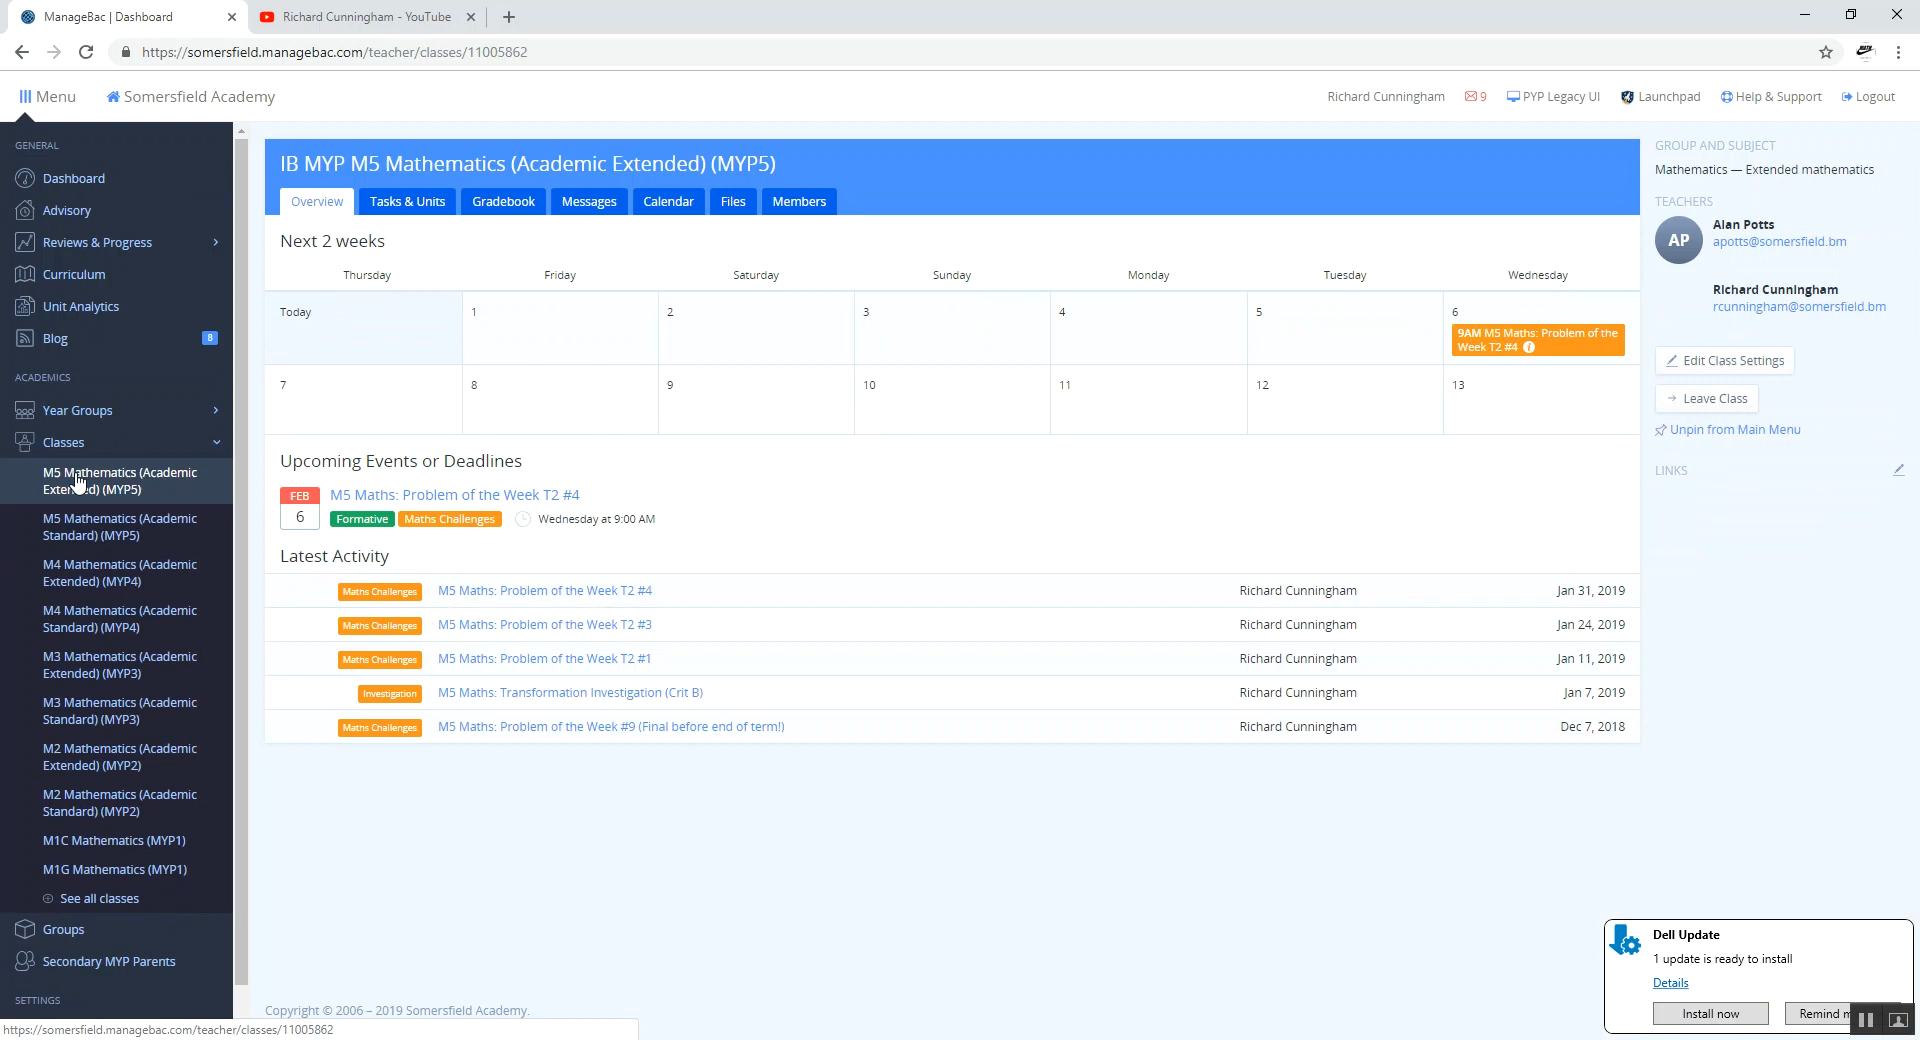 ManageBac | Dashboard
Richard Cunningham - YouTube
https://somersfield.managebac.com/teacher/classes/11005862
Menu
Somersfield Academy
Richard Cunningham
9
PYP Legacy UI
Launchpad
Help & Support
Logout
GENERAL
Dashboard
Advisory
Reviews & Progress
Curriculum
Unit Analytics
Blog
8
ACADEMICS
Year Groups
Classes
M5 Mathematics (Academic
Extended) (MYP5)
M5 Mathematics (Academic
Standard) (MYP5)
M4 Mathematics (Academic
Extended) (MYP4)
M4 Mathematics (Academic
Standard) (MYP4)
M3 Mathematics (Academic
Extended) (MYP3)
M3 Mathematics (Academic
Standard) (MYP3)
M2 Mathematics (Academic
Extended) (MYP2)
M2 Mathematics (Academic
Standard) (MYP2)
M1C Mathematics (MYP1)
M1G Mathematics (MYP1)
See all classes
Groups
Secondary MYP Parents
SETTINGS
https://somersfield.managebac.com/teacher/classes/11005862
IB MYP M5 Mathematics (Academic Extended) (MYP5)
Overview
Tasks & Units
Gradebook
Messages
Calendar
Files
Members
Next 2 weeks
Thursday Friday Saturday Sunday Monday Tuesday Wednesday
Today 1 2 3 4 5 6
9AM M5 Maths: Problem of the
Week T2 #4
7 8 9 10 11 12 13
Upcoming Events or Deadlines
FEB
6
M5 Maths: Problem of the Week T2 #4
Formative Maths Challenges Wednesday at 9:00 AM
Latest Activity
Maths Challenges M5 Maths: Problem of the Week T2 #4 Richard Cunningham Jan 31, 2019
Maths Challenges M5 Maths: Problem of the Week T2 #3 Richard Cunningham Jan 24, 2019
Maths Challenges M5 Maths: Problem of the Week T2 #1 Richard Cunningham Jan 11, 2019
Investigation M5 Maths: Transformation Investigation (Crit B) Richard Cunningham Jan 7, 2019
Maths Challenges M5 Maths: Problem of the Week #9 (Final before end of term!) Richard Cunningham Dec 7, 2018
Copyright © 2006 – 2019 Somersfield Academy.
GROUP AND SUBJECT
Mathematics — Extended mathematics
TEACHERS
AP
Alan Potts
apotts@somersfield.bm
Richard Cunningham
rcunningham@somersfield.bm
Edit Class Settings
Leave Class
Unpin from Main Menu
LINKS
Dell Update
1 update is ready to install
Details
Install now
Remind